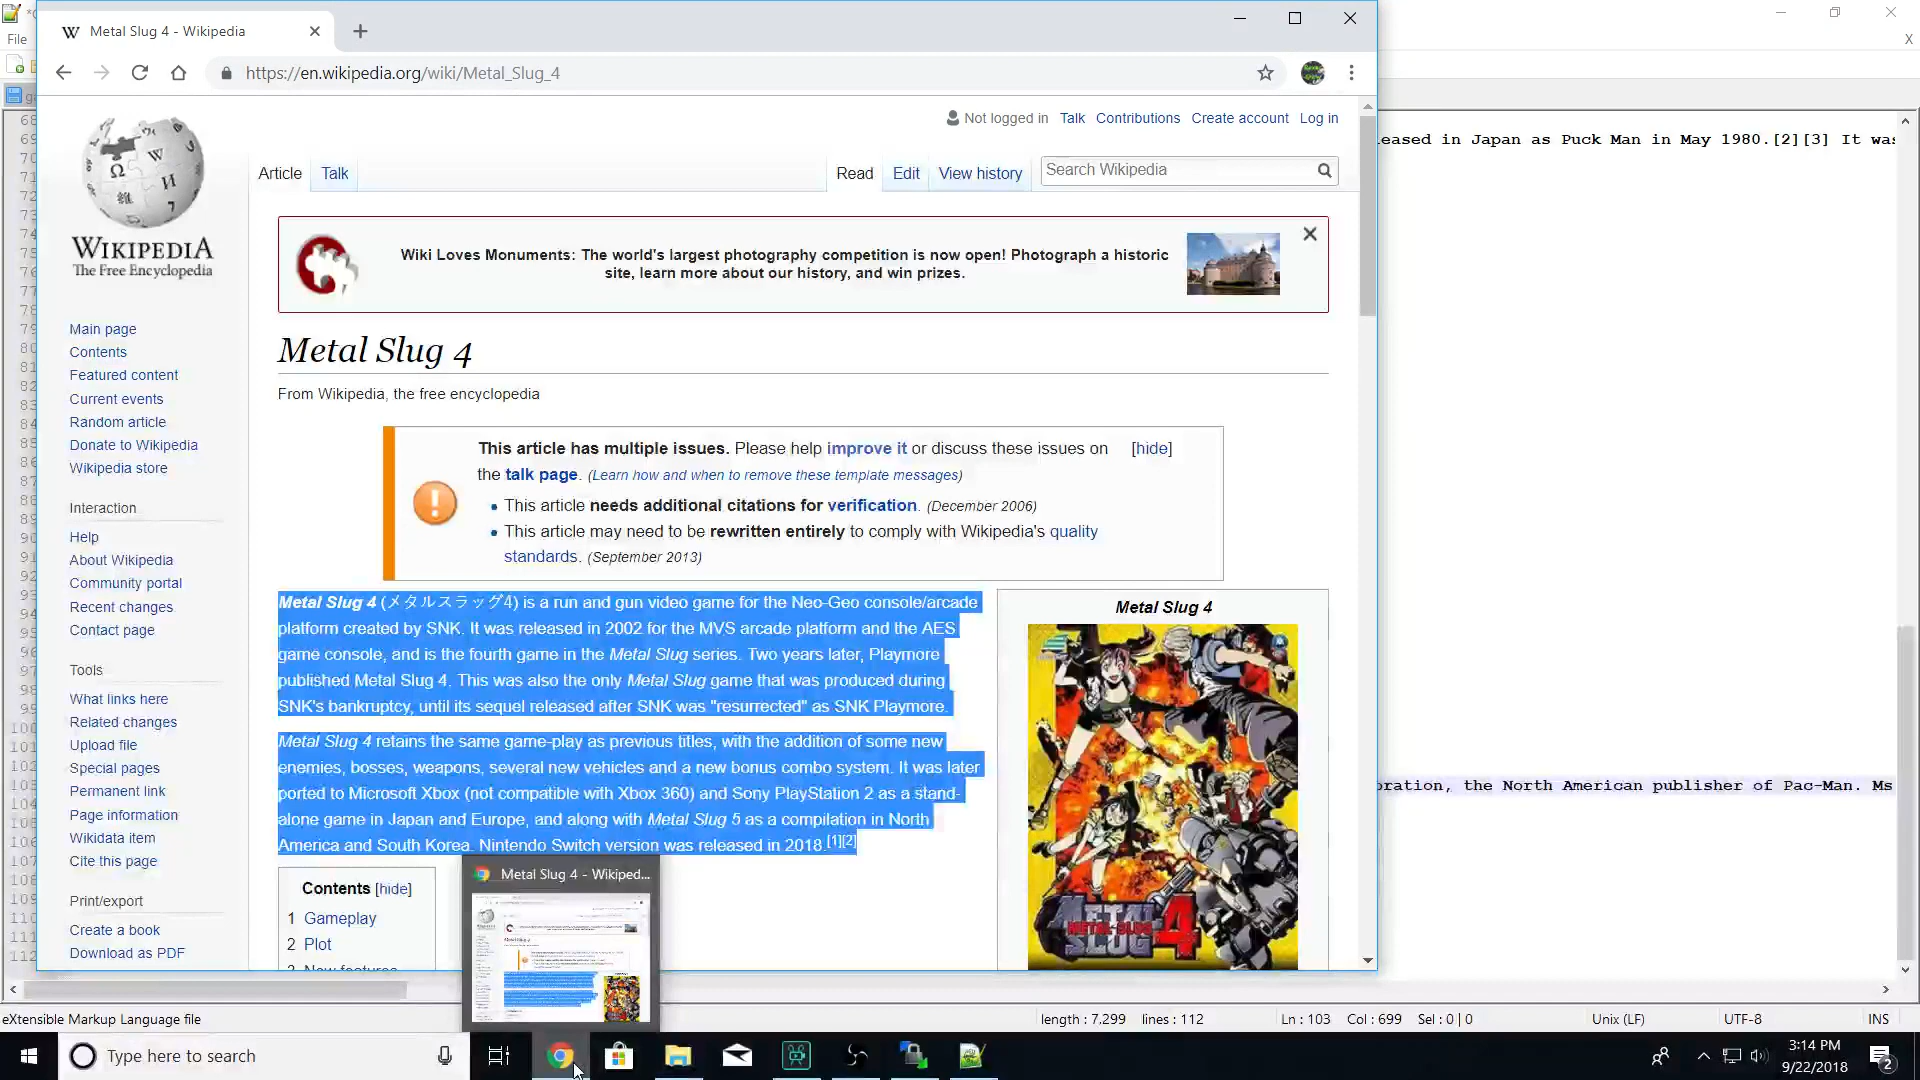 Metal Slug 4 - Wikipedia
File
X
https://en.wikipedia.org/wiki/Metal_Slug_4
Not logged in Talk Contributions Create account Log in
Article Talk Read Edit View history Search Wikipedia
WIKIPEDIA
The Free Encyclopedia
Wiki Loves Monuments: The world's largest photography competition is now open! Photograph a historic
site, learn more about our history, and win prizes.
Main page
Contents
Featured content
Current events
Random article
Donate to Wikipedia
Wikipedia store
Interaction
Help
About Wikipedia
Community portal
Recent changes
Contact page
Tools
What links here
Related changes
Upload file
Special pages
Permanent link
Page information
Wikidata item
Cite this page
Print/export
Create a book
Download as PDF
Metal Slug 4
From Wikipedia, the free encyclopedia
This article has multiple issues. Please help improve it or discuss these issues on [hide]
the talk page. (Learn how and when to remove these template messages)
• This article needs additional citations for verification. (December 2006)
• This article may need to be rewritten entirely to comply with Wikipedia's quality
standards. (September 2013)
Metal Slug 4 (メタルスラッグ4) is a run and gun video game for the Neo-Geo console/arcade
platform created by SNK. It was released in 2002 for the MVS arcade platform and the AES
game console, and is the fourth game in the Metal Slug series. Two years later, Playmore
published Metal Slug 4. This was also the only Metal Slug game that was produced during
SNK's bankruptcy, until its sequel released after SNK was "resurrected" as SNK Playmore.
Metal Slug 4 retains the same game-play as previous titles, with the addition of some new
enemies, bosses, weapons, several new vehicles and a new bonus combo system. It was later
ported to Microsoft Xbox (not compatible with Xbox 360) and Sony PlayStation 2 as a stand-
alone game in Japan and Europe, and along with Metal Slug 5 as a compilation in North
America and South Korea. Nintendo Switch version was released in 2018.[1][2]
Contents [hide]
1 Gameplay
2 Plot
3 New features
Metal Slug 4
METAL SLUG 4
Metal Slug 4 - Wikiped...
eased in Japan as Puck Man in May 1980.[2][3] It was
oration, the North American publisher of Pac-Man. Ms
eXtensible Markup Language file length : 7,299 lines : 112 Ln : 103 Col : 699 Sel : 0 | 0 Unix (LF) UTF-8 INS
Type here to search
3:14 PM
9/22/2018
2